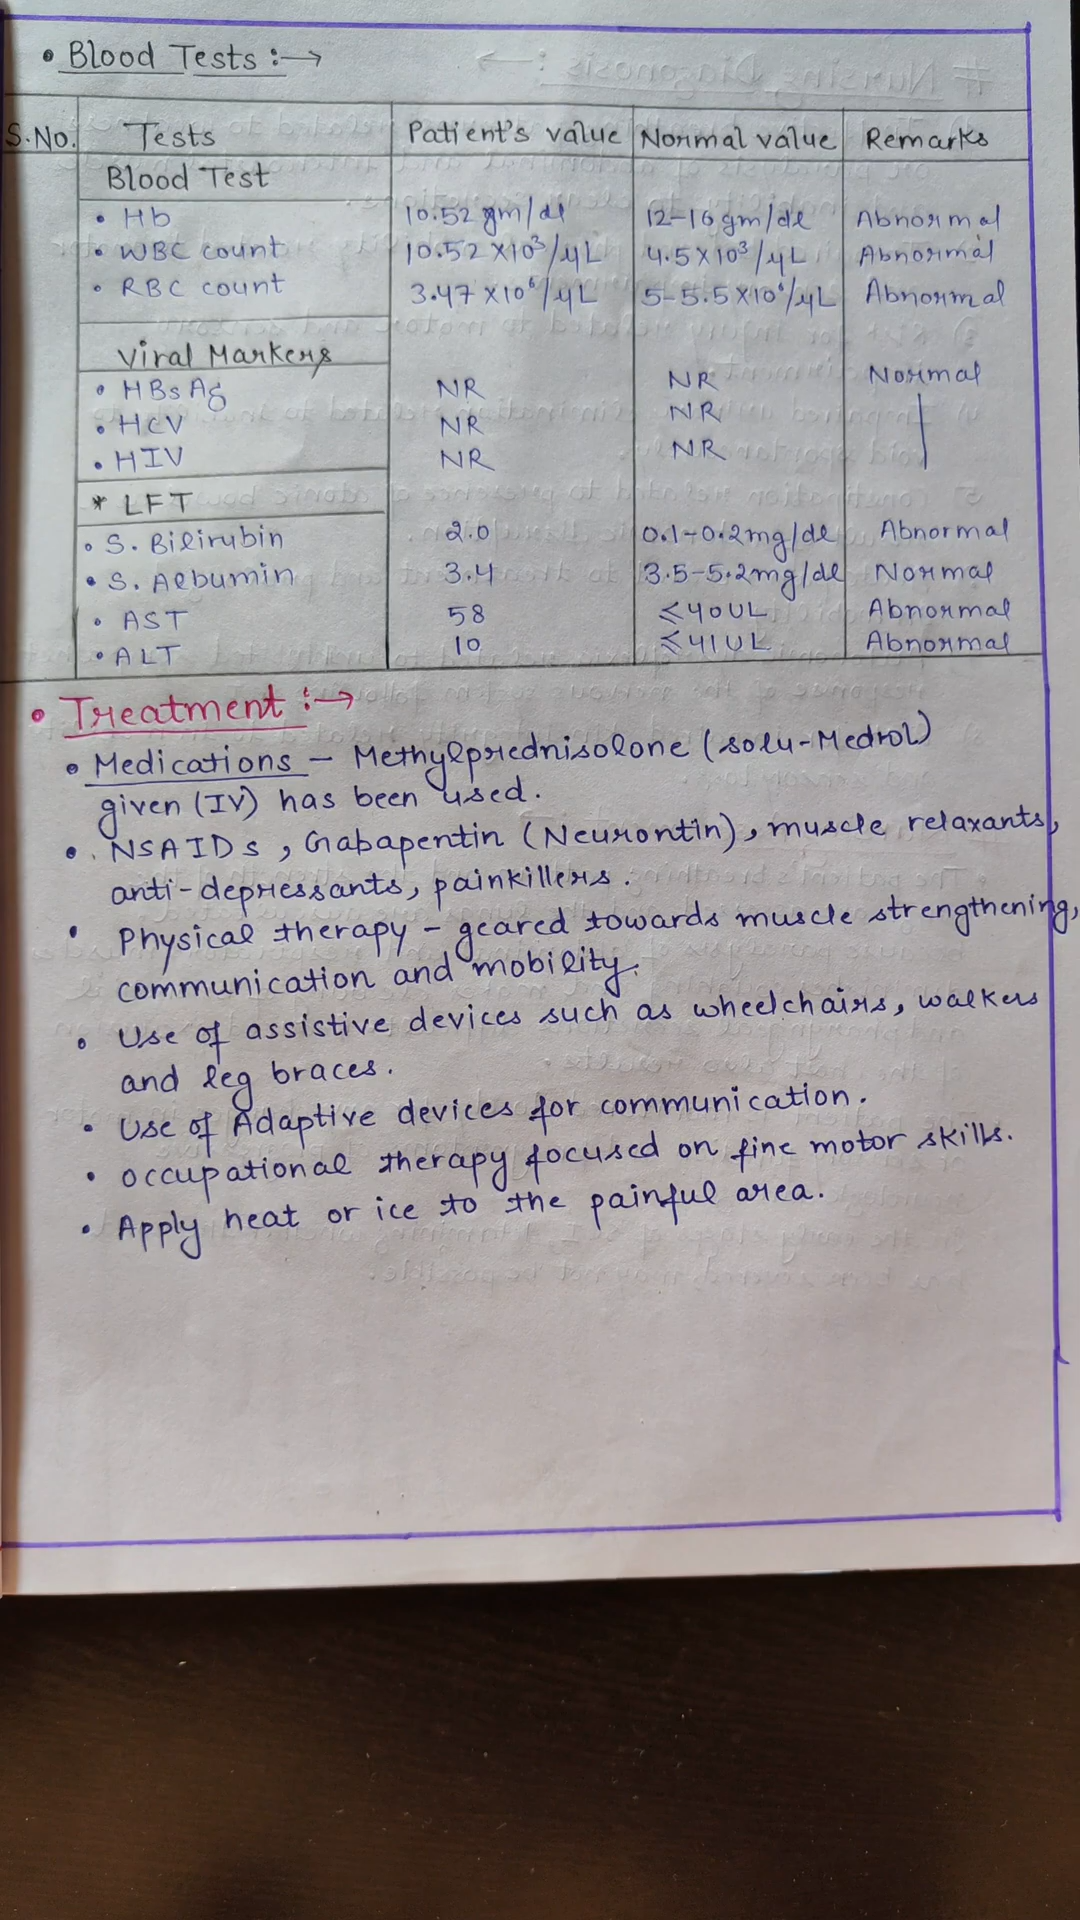 • Blood Tests :→
S.No. Tests Patient's value Normal value Remarks
Blood Test
• Hb 10.52 gm/dl 12-16 gm/dl Abnormal
• WBC count 10.52 X10³/µL 4.5X10³/µL Abnormal
• RBC count 3.47 X10⁶/µL 5-5.5X10⁶/µL Abnormal
Viral Markers
• HBsAg NR NR Normal
• HCV NR NR
• HIV NR NR
* LFT
• S. Bilirubin 2.0 0.1-0.2mg/dl Abnormal
• S. Albumin 3.4 3.5-5.2mg/dl Normal
• AST 58 ≤40UL Abnormal
• ALT 10 ≤41UL Abnormal
• Treatment :→
• Medications - Methylprednisolone (solu-Medrol)
given (IV) has been used.
• NSAIDs, Gabapentin (Neurontin), muscle relaxants,
anti-depressants, painkillers.
• Physical therapy - geared towards muscle strengthening,
communication and mobility.
• Use of assistive devices such as wheelchairs, walkers
and leg braces.
• Use of Adaptive devices for communication.
• occupational therapy focused on fine motor skills.
• Apply heat or ice to the painful area.